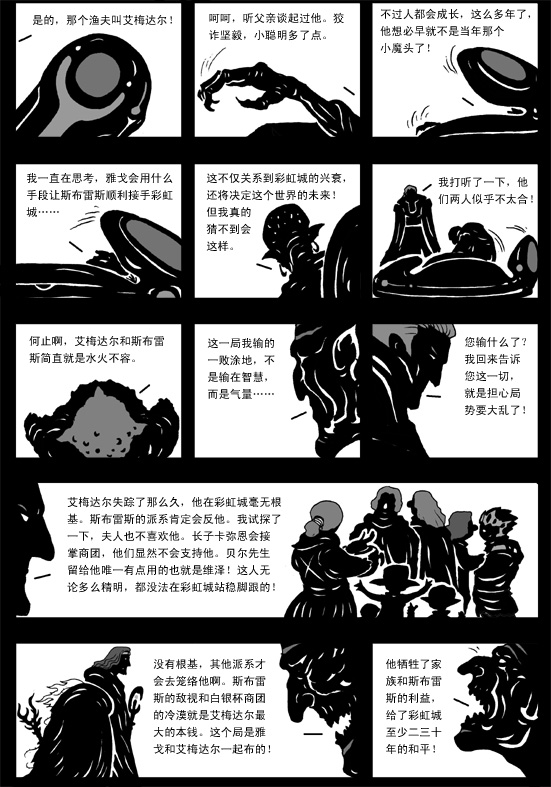 是的，那个渔夫叫艾梅达尔！
呵呵，听父亲谈起过他。狡
诈坚毅，小聪明多了点。
不过人都会成长，这么多年了，
他想必早就不是当年那个
小魔头了！
我一直在思考，雅戈会用什么
手段让斯布雷斯顺利接手彩虹
城……
这不仅关系到彩虹城的兴衰，
还将决定这个世界的未来！
但我真的
猜不到会
这样。
我打听了一下，他
们两人似乎不太合！
何止啊，艾梅达尔和斯布雷
斯简直就是水火不容。
这一局我输的
一败涂地，不
是输在智慧，
而是气量……
您输什么了？
我回来告诉
您这一切，
就是担心局
势要大乱了！
艾梅达尔失踪了那么久，他在彩虹城毫无根
基。斯布雷斯的派系肯定会反他。我试探了
一下，夫人也不喜欢他。长子卡弥恩会接
掌商团，他们显然不会支持他。贝尔先生
留给他唯一有点用的也就是维泽！这人无
论多么精明，都没法在彩虹城站稳脚跟的！
没有根基，其他派系才
会去笼络他啊。斯布雷斯
的敌视和白银杯商团
的冷漠就是艾梅达尔最
大的本钱。这个局是雅
戈和艾梅达尔一起布的！
他牺牲了家
族和斯布雷
斯的利益，
给了彩虹城
至少二三十
年的和平！